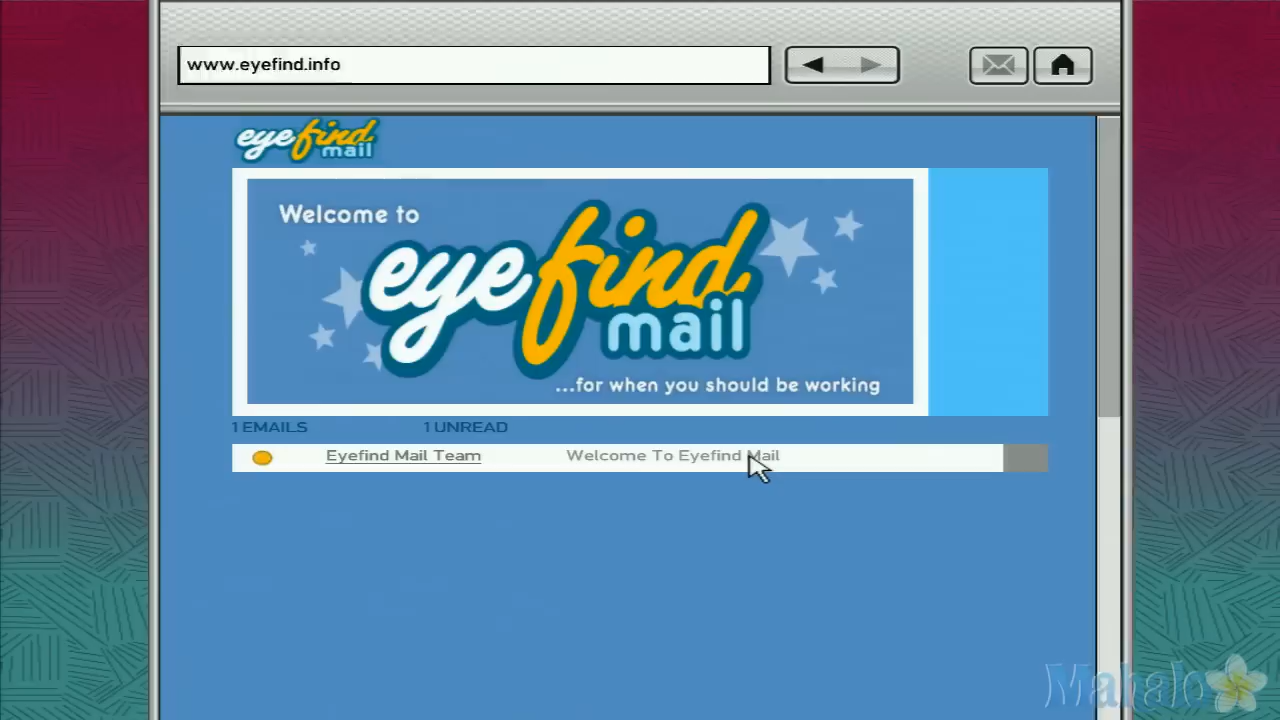 www.eyefind.info
eyefind
mail
Welcome to
eyefind
mail
...for when you should be working
1 EMAILS 1 UNREAD
Eyefind Mail Team Welcome To Eyefind Mail
Mahalo